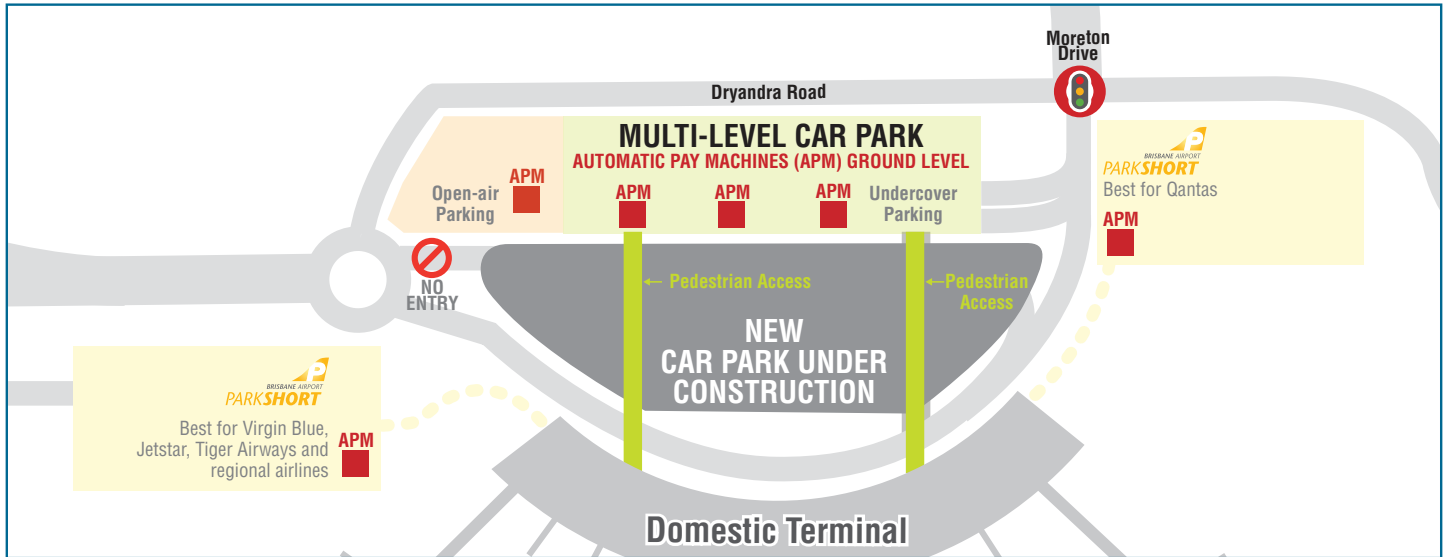 Moreton
Drive
Dryandra Road
MULTI-LEVEL CAR PARK
AUTOMATIC PAY MACHINES (APM) GROUND LEVEL
APM
Open-air
Parking
APM
APM
APM
Undercover
Parking
P
BRISBANE AIRPORT
PARKSHORT
Best for Qantas
APM
NO
ENTRY
← Pedestrian Access
←Pedestrian
Access
NEW
CAR PARK UNDER
CONSTRUCTION
P
BRISBANE AIRPORT
PARKSHORT
Best for Virgin Blue,
Jetstar, Tiger Airways and
regional airlines
APM
Domestic Terminal